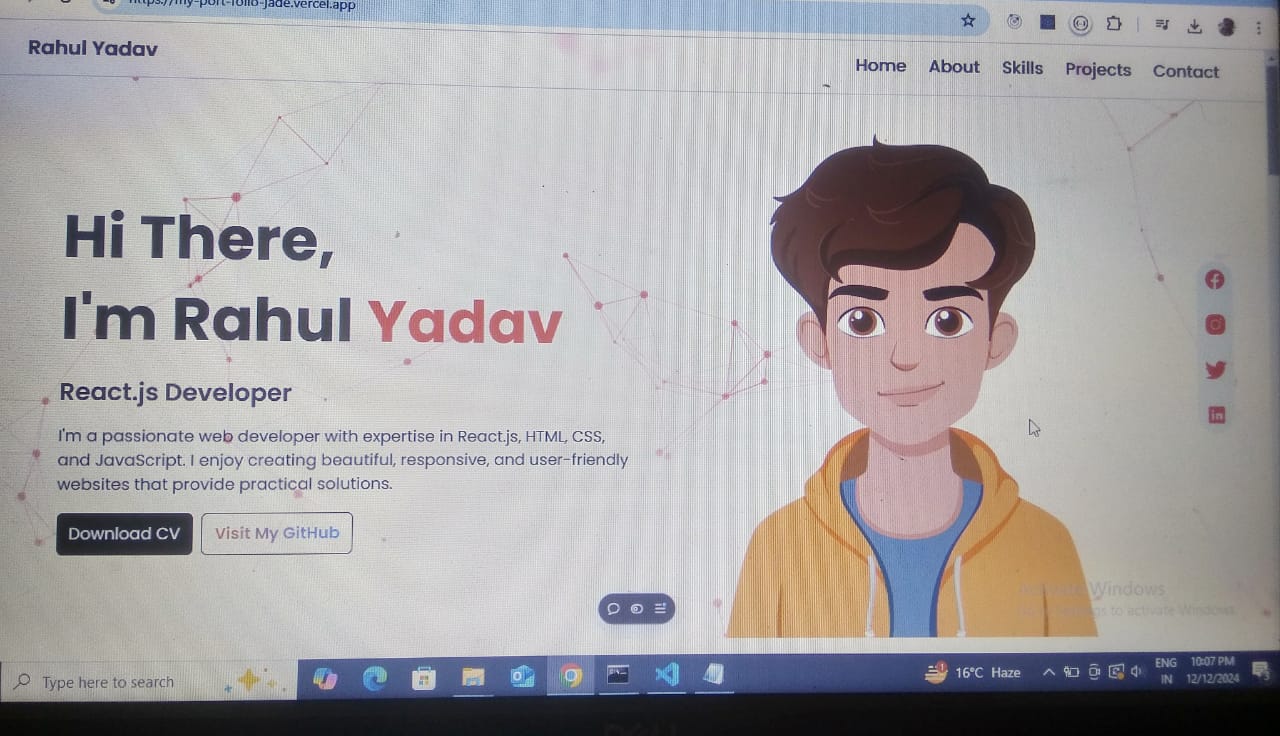 https://my-port-folio-jade.vercel.app
Rahul Yadav
Home About Skills Projects Contact
Hi There,
I'm Rahul Yadav
React.js Developer
I'm a passionate web developer with expertise in React.js, HTML, CSS,
and JavaScript. I enjoy creating beautiful, responsive, and user-friendly
websites that provide practical solutions.
Download CV
Visit My GitHub
in
Activate Windows
to activate Windows.
Type here to search
1
16°C Haze
ENG
IN
10:07 PM
12/12/2024
3